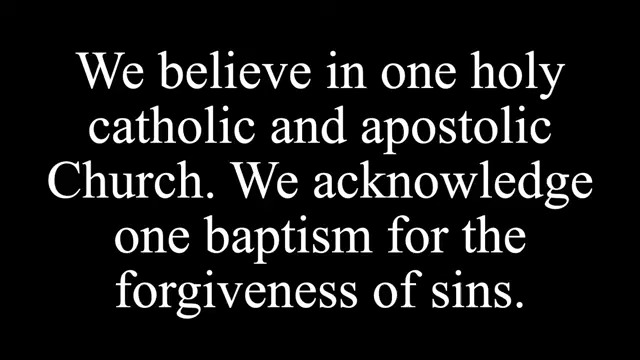 We believe in one holy
catholic and apostolic
Church. We acknowledge
one baptism for the
forgiveness of sins.